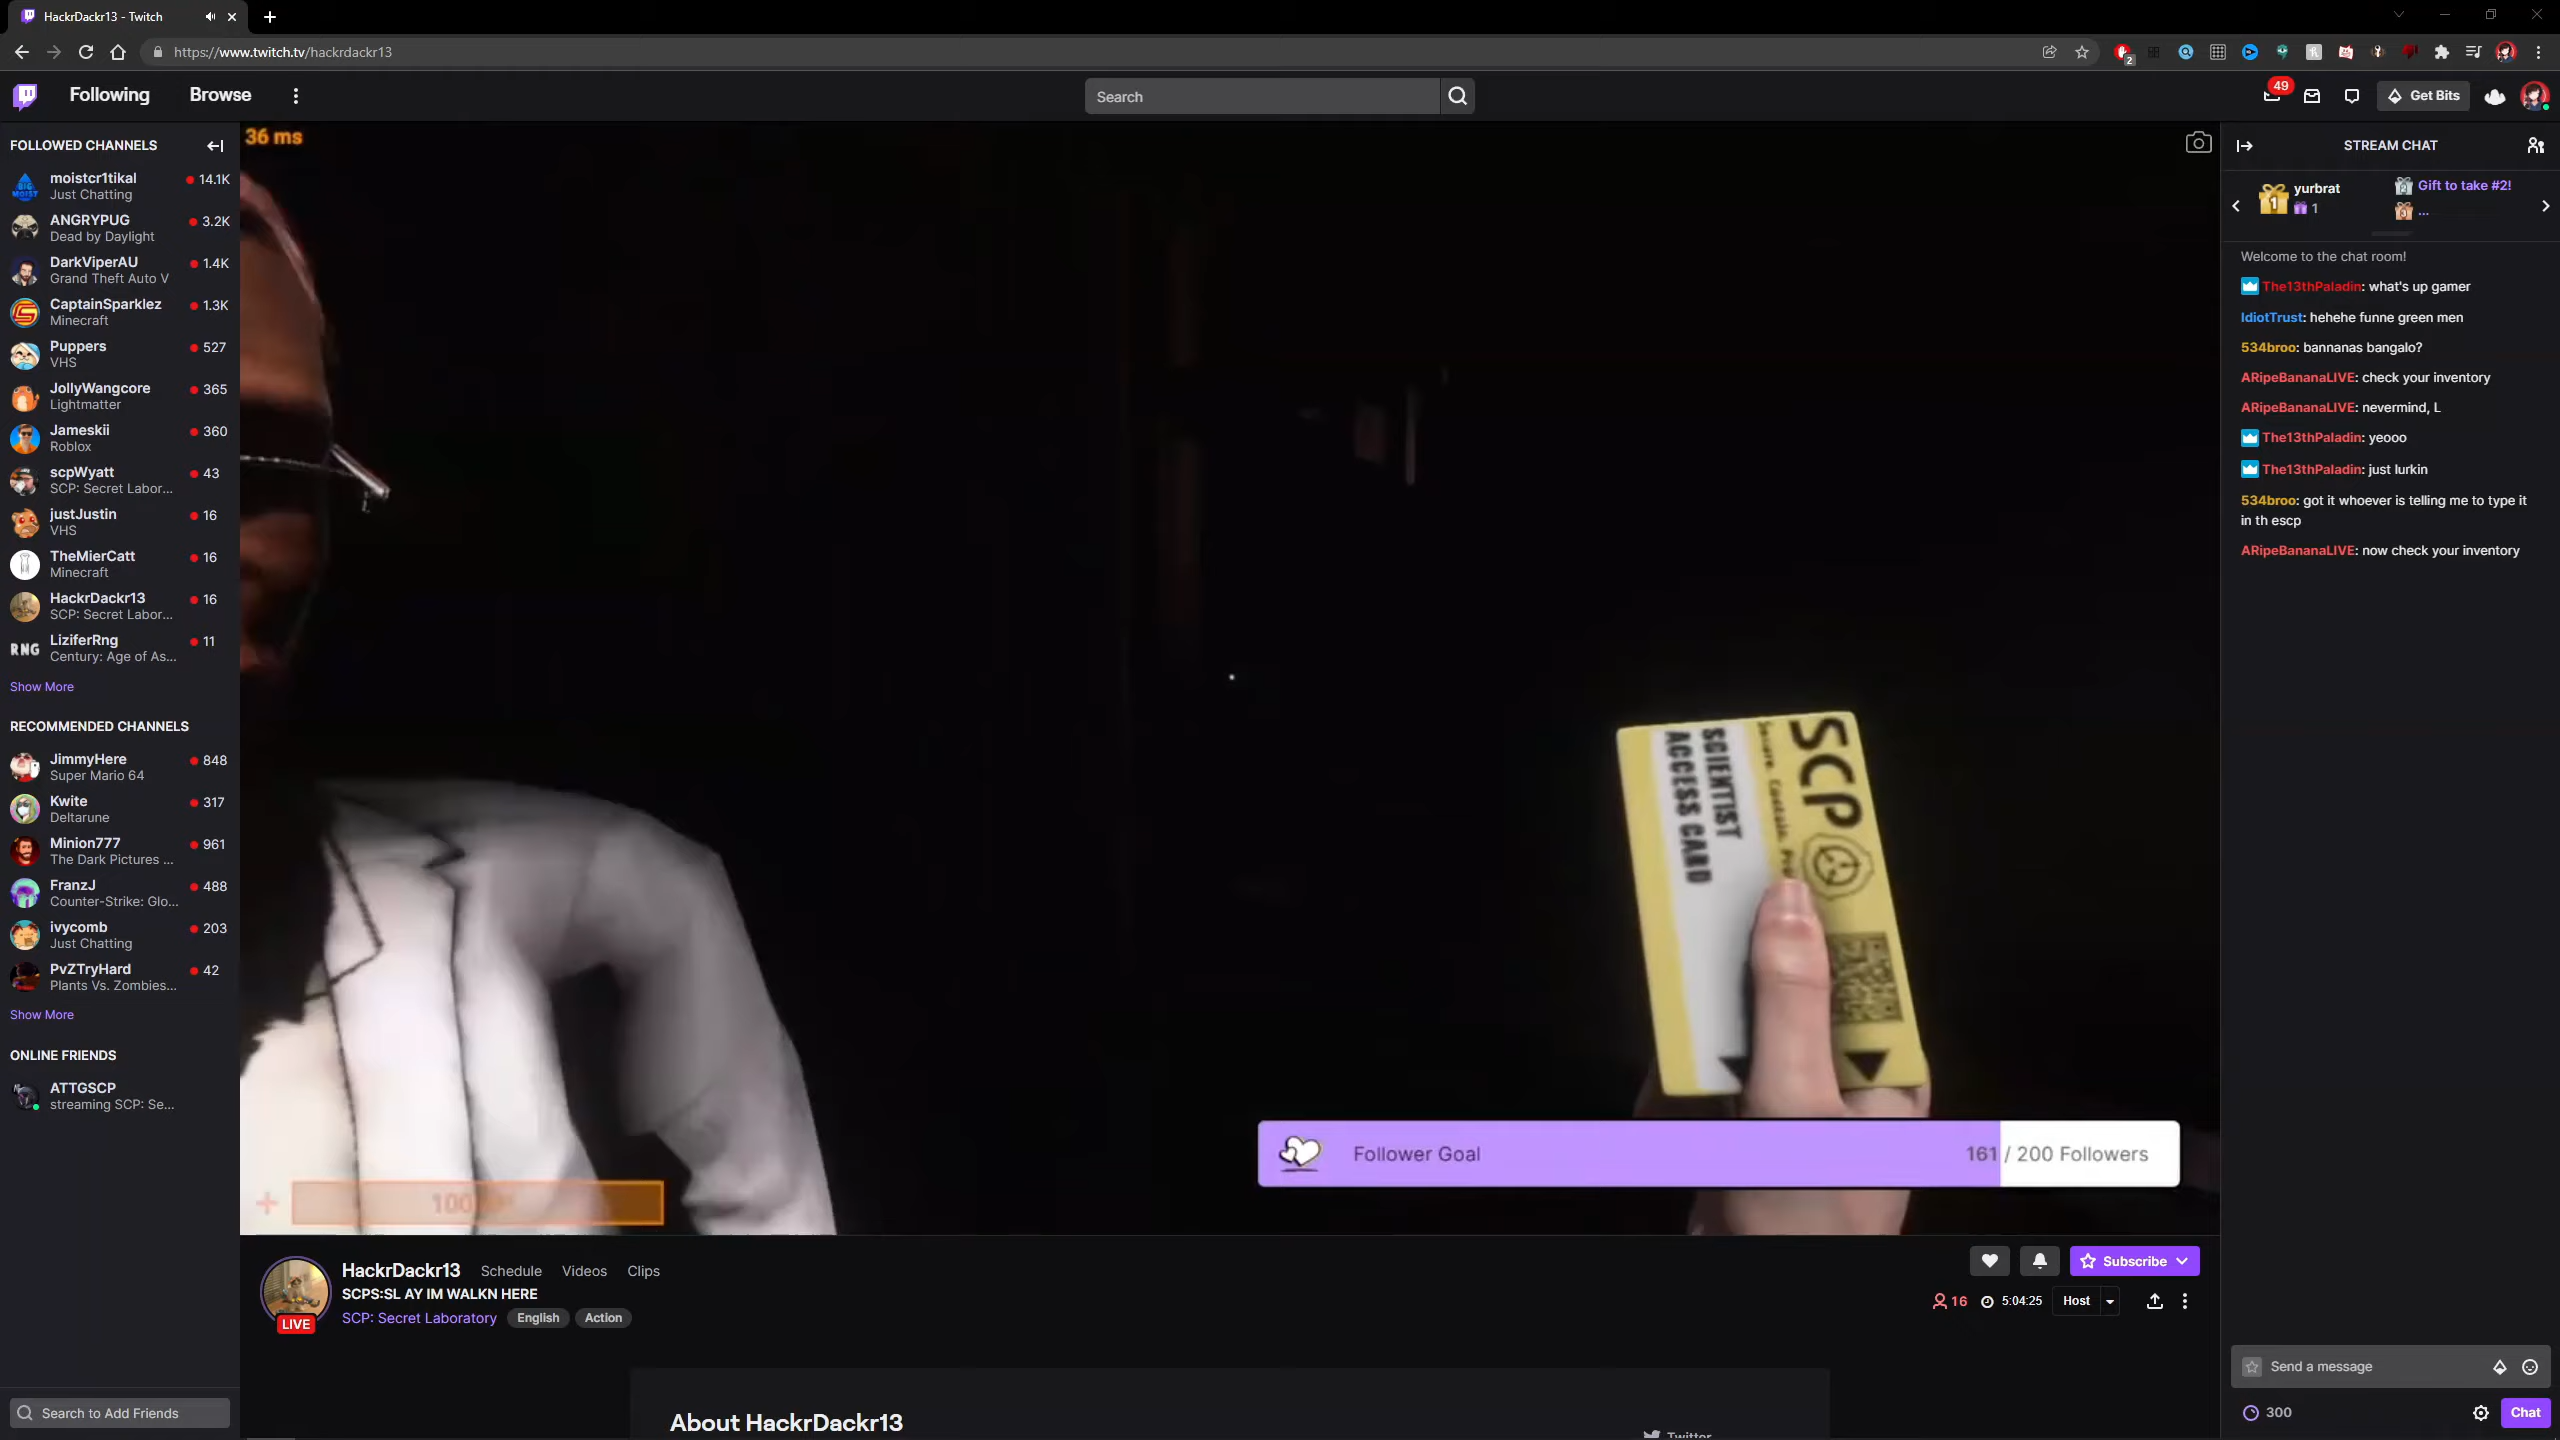 HackrDackr13 - Twitch
https://www.twitch.tv/hackrdackr13
2
Following
Browse
Search
49
Get Bits
FOLLOWED CHANNELS
moistcr1tikal
14.1K
Just Chatting
ANGRYPUG
3.2K
Dead by Daylight
DarkViperAU
1.4K
Grand Theft Auto V
CaptainSparklez
1.3K
Minecraft
Puppers
527
VHS
JollyWangcore
365
Lightmatter
Jameskii
360
Roblox
scpWyatt
43
SCP: Secret Labor...
justJustin
16
VHS
TheMierCatt
16
Minecraft
HackrDackr13
16
SCP: Secret Labor...
RNG
LiziferRng
11
Century: Age of As...
Show More
RECOMMENDED CHANNELS
JimmyHere
848
Super Mario 64
Kwite
317
Deltarune
Minion777
961
The Dark Pictures ...
FranzJ
488
Counter-Strike: Glo...
ivycomb
203
Just Chatting
PvZTryHard
42
Plants Vs. Zombies...
Show More
ONLINE FRIENDS
ATTGSCP
streaming SCP: Se...
Search to Add Friends
36 ms
SCP
Secure. Contain.
SCIENTIST
ACCESS CARD
Follower Goal
161 / 200 Followers
100
HackrDackr13
Schedule
Videos
Clips
SCPS:SL AY IM WALKN HERE
SCP: Secret Laboratory
English
Action
LIVE
Subscribe
16
5:04:25
Host
About HackrDackr13
Twitter
STREAM CHAT
1
yurbrat
1
Gift to take #2!
...
Welcome to the chat room!
The13thPaladin: what's up gamer
IdiotTrust: hehehe funne green men
534broo: bannanas bangalo?
ARipeBananaLIVE: check your inventory
ARipeBananaLIVE: nevermind, L
The13thPaladin: yeooo
The13thPaladin: just lurkin
534broo: got it whoever is telling me to type it
in th escp
ARipeBananaLIVE: now check your inventory
Send a message
300
Chat